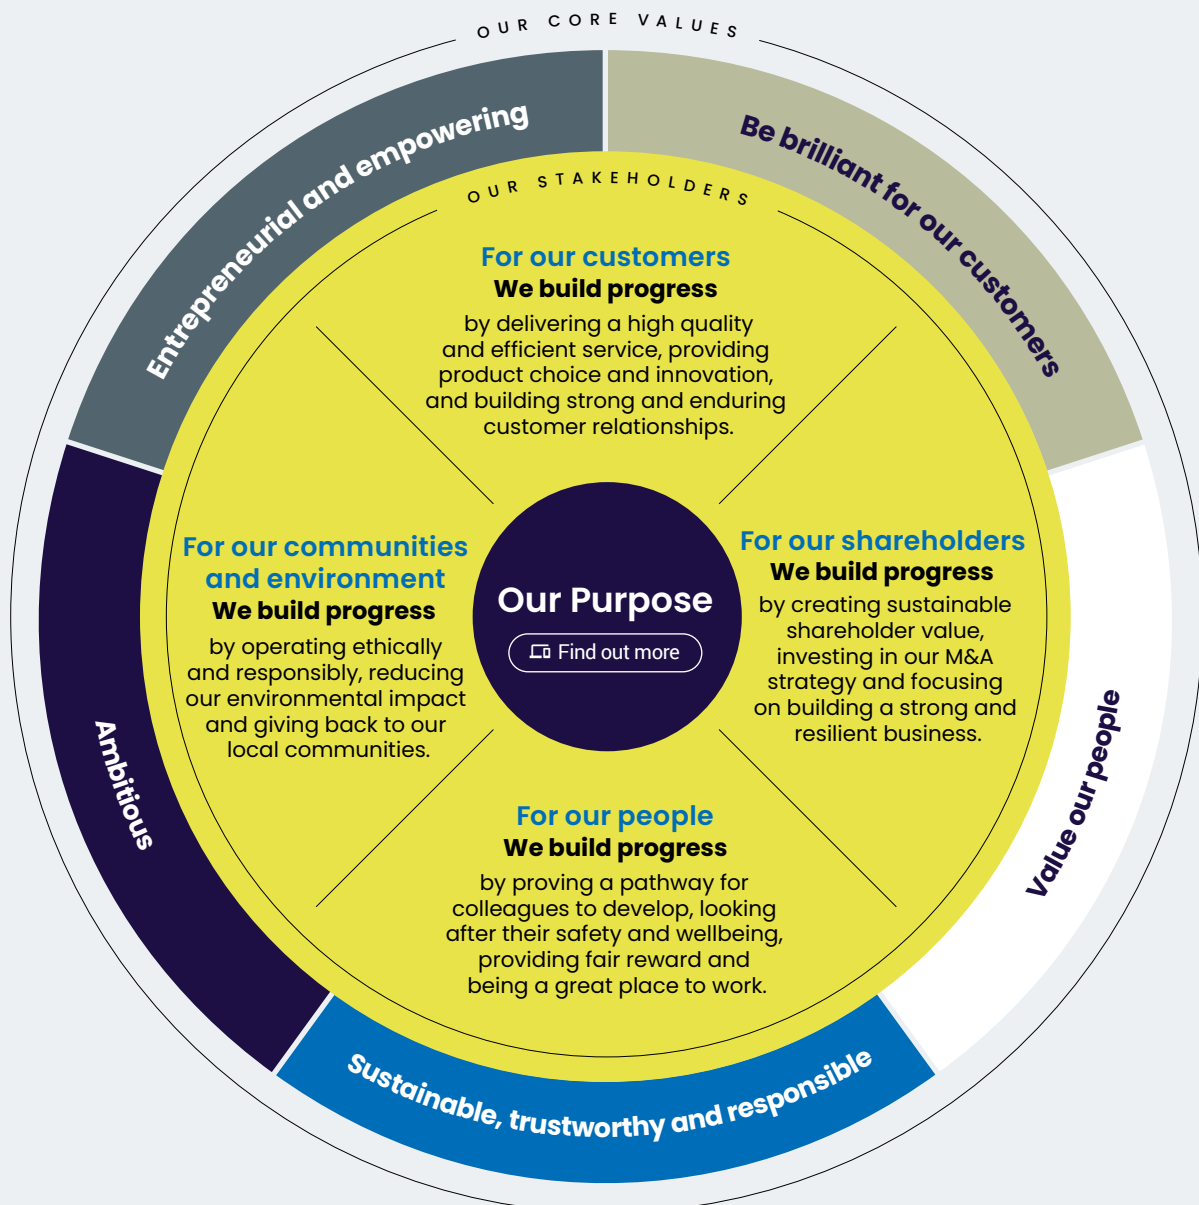 OUR CORE VALUES
Entrepreneurial and empowering
Be brilliant for our customers
OUR STAKEHOLDERS
For our customers
We build progress
by delivering a high quality
and efficient service, providing
product choice and innovation,
and building strong and enduring
customer relationships.
For our communities
and environment
We build progress
by operating ethically
and responsibly, reducing
our environmental impact
and giving back to our
local communities.
Our Purpose
Find out more
For our shareholders
We build progress
by creating sustainable
shareholder value,
investing in our M&A
strategy and focusing
on building a strong and
resilient business.
Ambitious
Value our people
For our people
We build progress
by proving a pathway for
colleagues to develop, looking
after their safety and wellbeing,
providing fair reward and
being a great place to work.
Sustainable, trustworthy and responsible